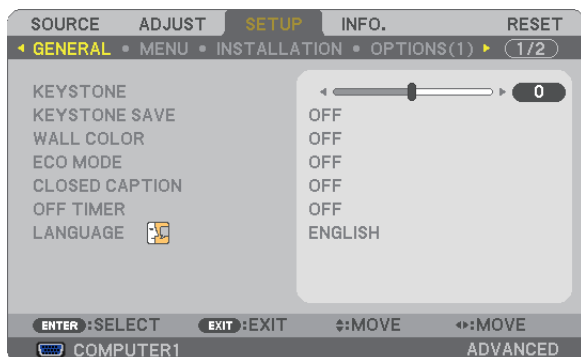 SOURCE ADJUST SETUP INFO. RESET
GENERAL • MENU • INSTALLATION • OPTIONS(1) 1/2
KEYSTONE 0
KEYSTONE SAVE OFF
WALL COLOR OFF
ECO MODE OFF
CLOSED CAPTION OFF
OFF TIMER OFF
LANGUAGE ENGLISH
ENTER :SELECT EXIT :EXIT :MOVE :MOVE
COMPUTER1 ADVANCED